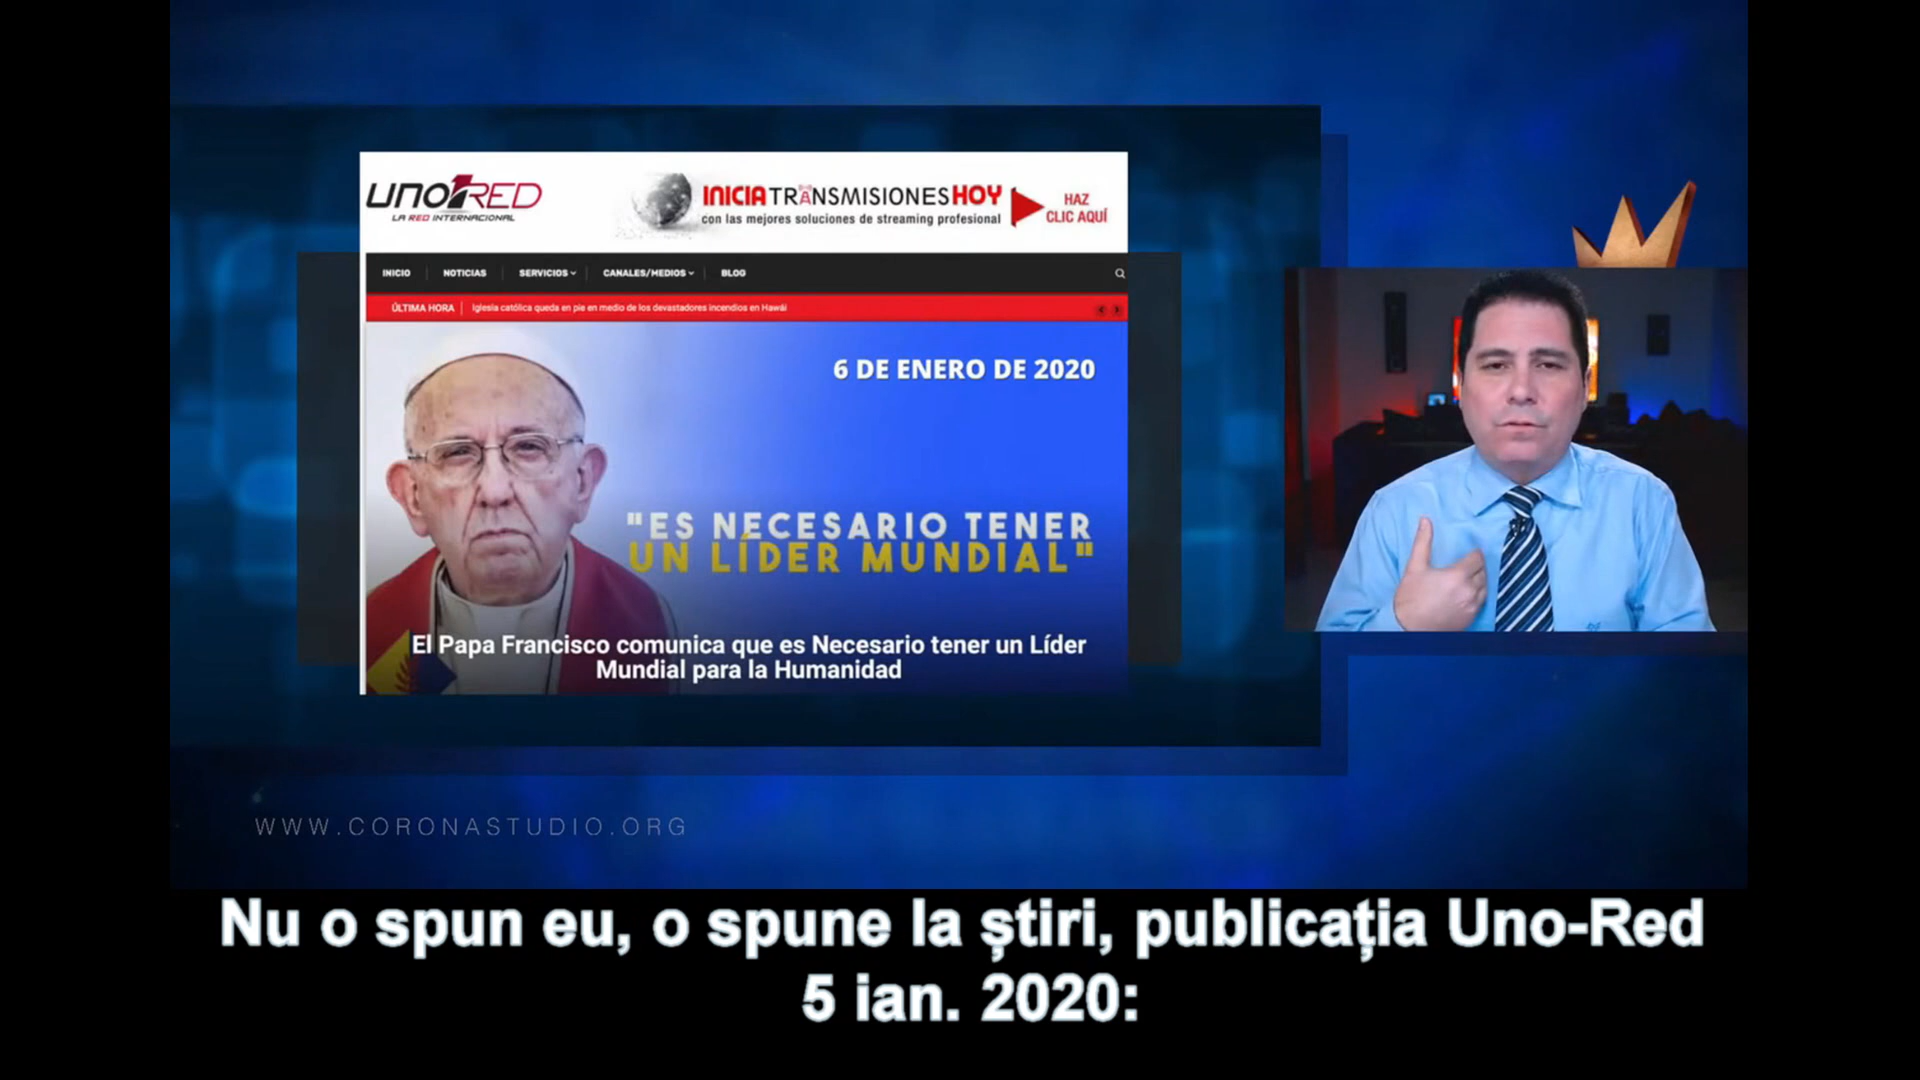 UNO RED
LA RED INTERNACIONAL
INICIA TRANSMISIONES HOY
con las mejores soluciones de streaming profesional
HAZ
CLIC AQUÍ
INICIO NOTICIAS SERVICIOS CANALES/MEDIOS BLOG
ÚLTIMA HORA Iglesia católica queda en pie en medio de los devastadores incendios en Hawái
6 DE ENERO DE 2020
"ES NECESARIO TENER
UN LÍDER MUNDIAL"
El Papa Francisco comunica que es Necesario tener un Líder
Mundial para la Humanidad
WWW.CORONASTUDIO.ORG
Nu o spun eu, o spune la știri, publicația Uno-Red
5 ian. 2020: